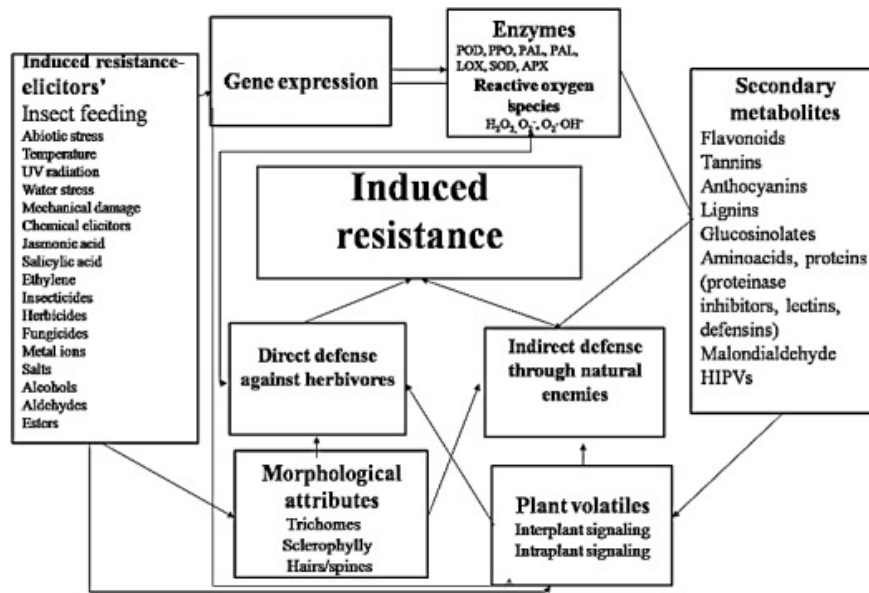 Induced resistance-
elicitors'
Insect feeding
Abiotic stress
Temperature
UV radiation
Water stress
Mechanical damage
Chemical elicitors
Jasmonic acid
Salicylic acid
Ethylene
Insecticides
Herbicides
Fungicides
Metal ions
Salts
Alcohols
Aldehydes
Esters
Gene expression
Enzymes
POD, PPO, PAL, PAL,
LOX, SOD, APX
Reactive oxygen
species
H₂O₂, O₂⁻, O₂·OH⁻
Secondary
metabolites
Flavonoids
Tannins
Anthocyanins
Lignins
Glucosinolates
Aminoacids, proteins
(proteinase
inhibitors, lectins,
defensins)
Malondialdehyde
HIPVs
Induced
resistance
Direct defense
against herbivores
Indirect defense
through natural
enemies
Morphological
attributes
Trichomes
Sclerophylly
Hairs/spines
Plant volatiles
Interplant signaling
Intraplant signaling